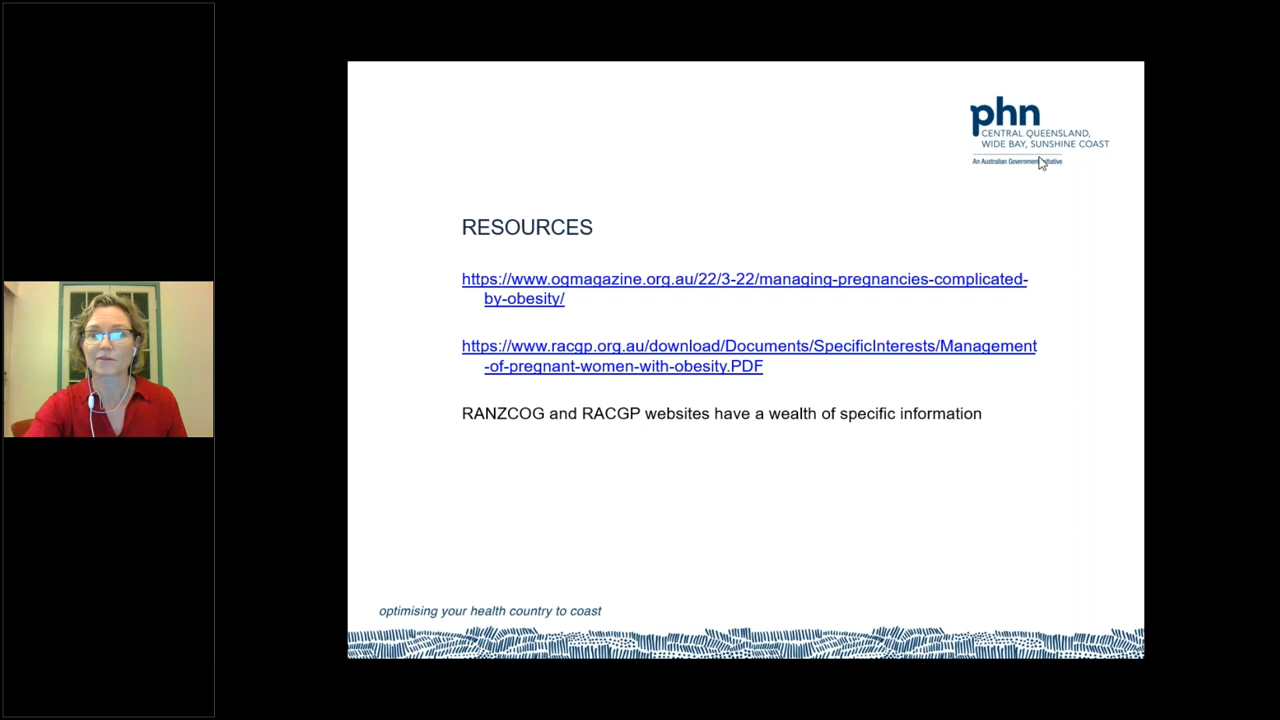 phn
CENTRAL QUEENSLAND,
WIDE BAY, SUNSHINE COAST
An Australian Government Initiative
RESOURCES
https://www.ogmagazine.org.au/22/3-22/managing-pregnancies-complicated-
by-obesity/
https://www.racgp.org.au/download/Documents/SpecificInterests/Management
-of-pregnant-women-with-obesity.PDF
RANZCOG and RACGP websites have a wealth of specific information
optimising your health country to coast